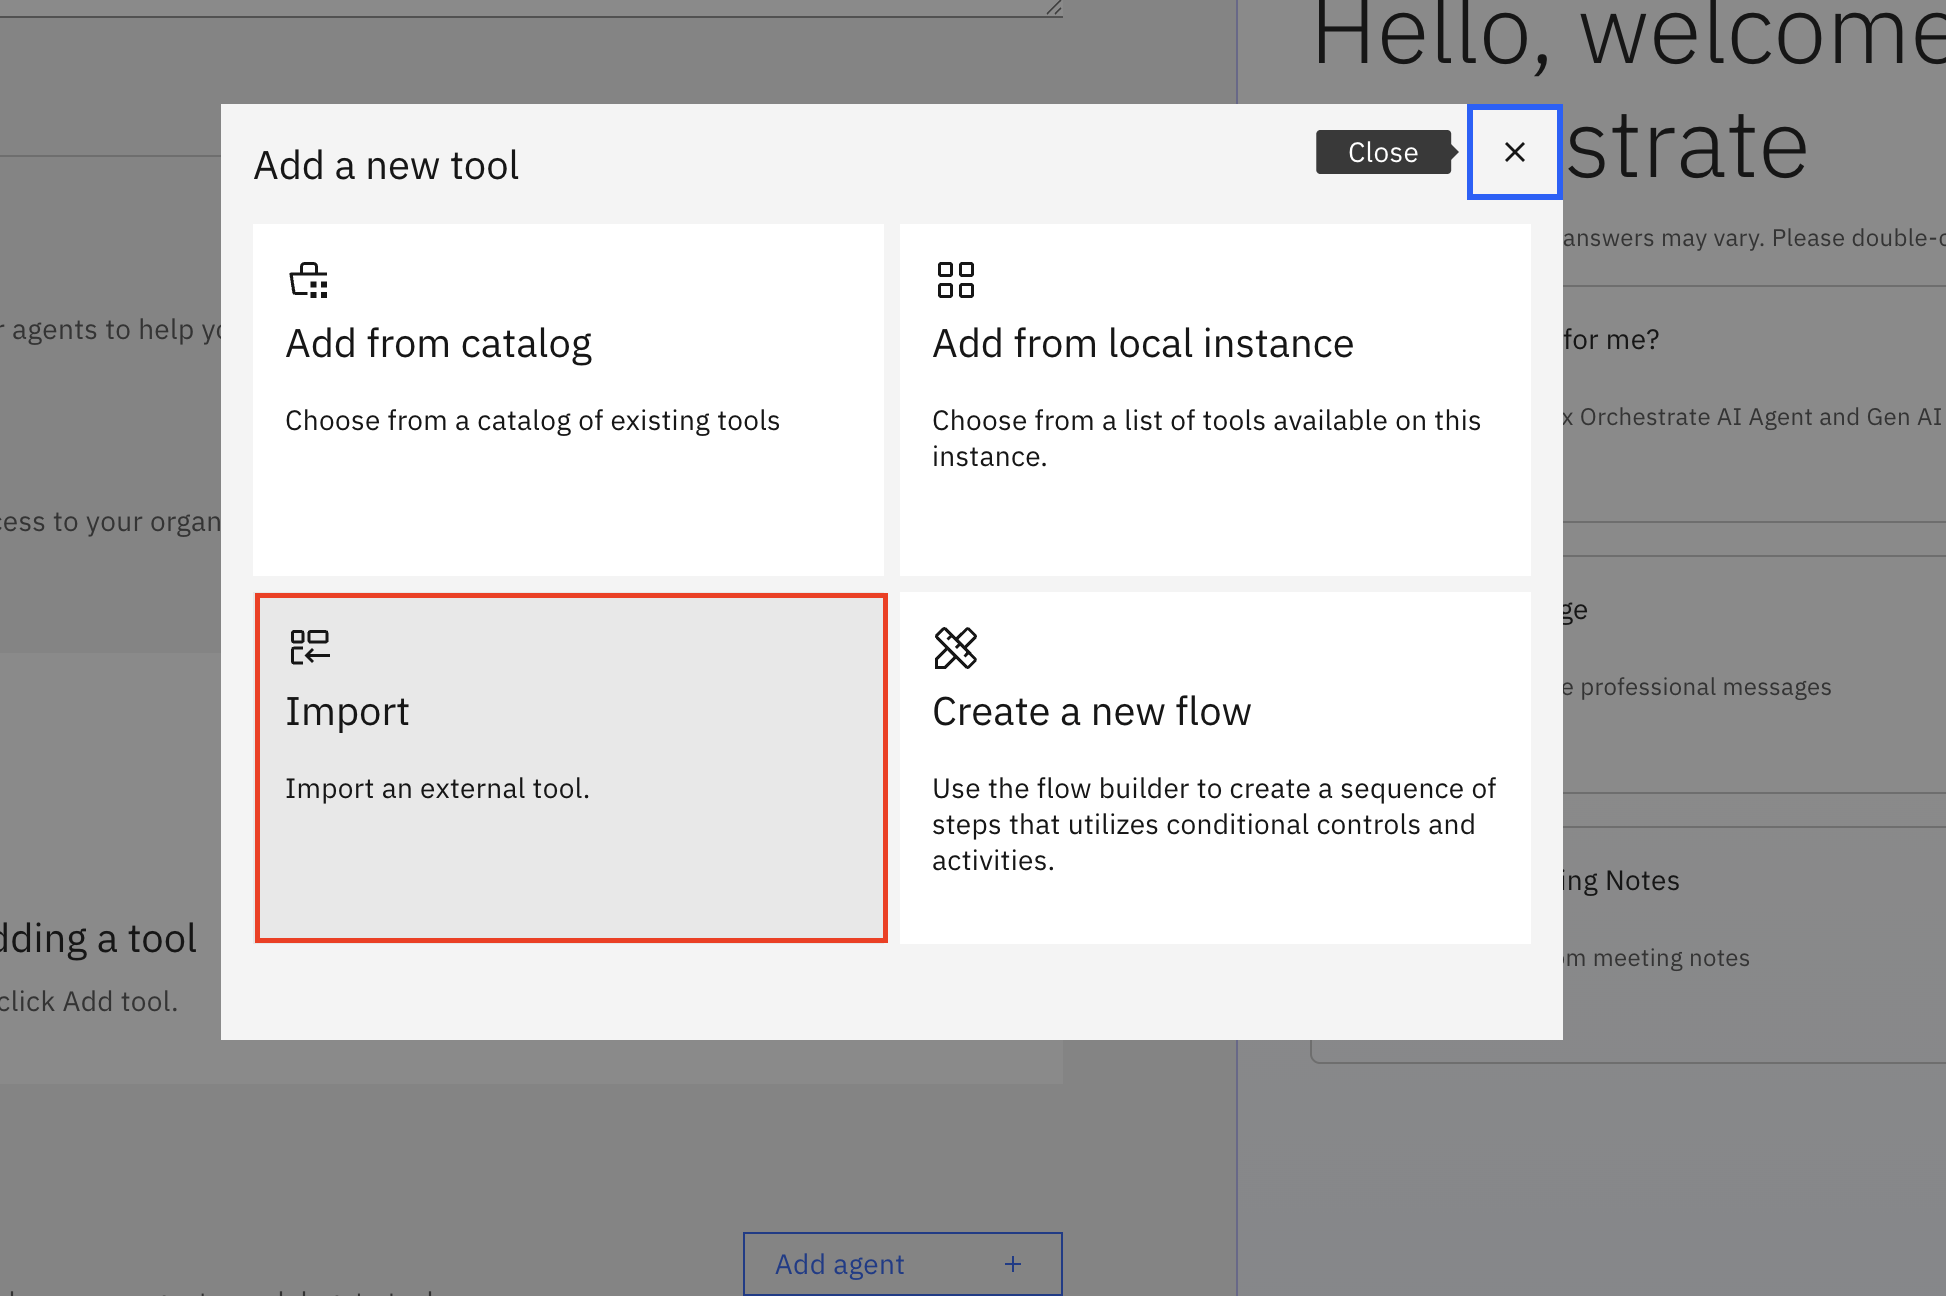 Hello, welcome
strate
answers may vary. Please double-
Add a new tool
Close
Add from catalog
Choose from a catalog of existing tools
Add from local instance
Choose from a list of tools available on this
instance.
Import
Import an external tool.
Create a new flow
Use the flow builder to create a sequence of
steps that utilizes conditional controls and
activities.
agents to help
cess to your organ
dding a tool
click Add tool.
Add agent +
for me?
x Orchestrate AI Agent and Gen AI
ge
e professional messages
ing Notes
om meeting notes